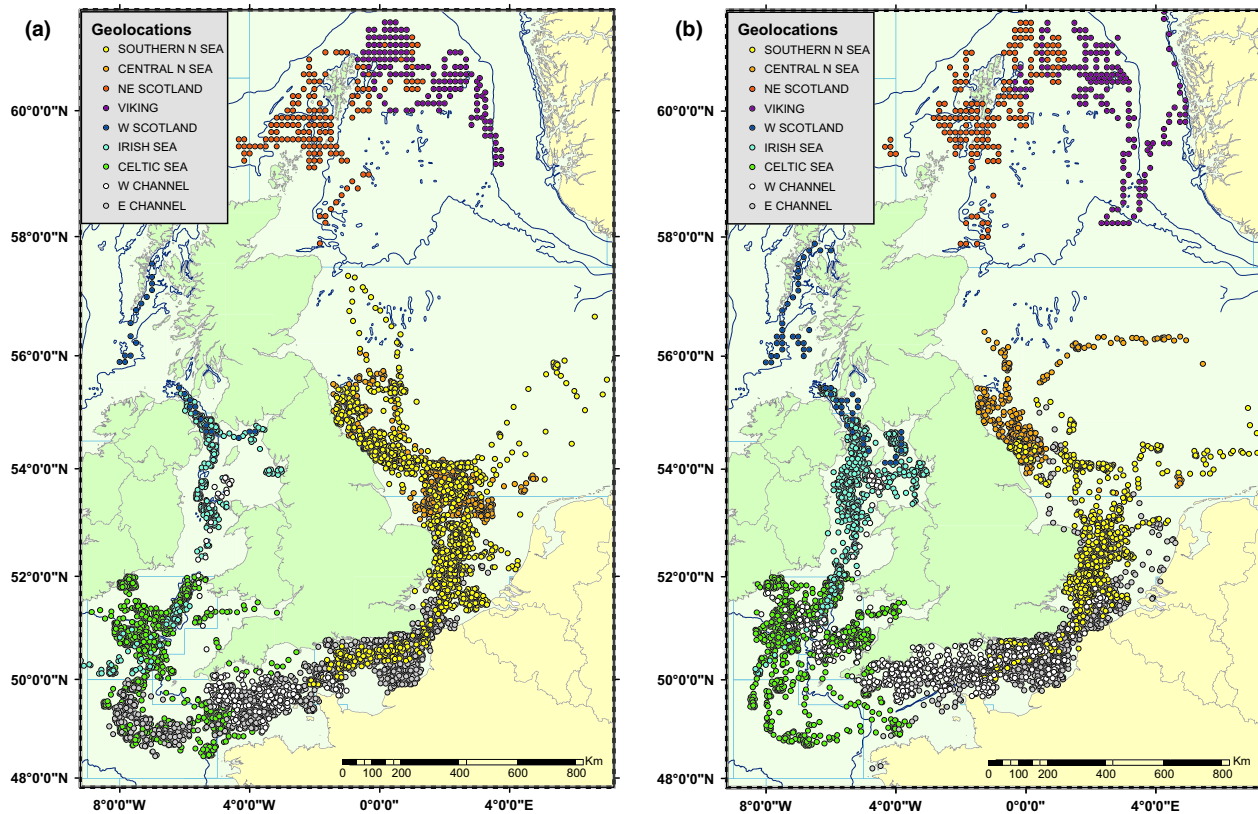 (a)
Geolocations
SOUTHERN N SEA
CENTRAL N SEA
NE SCOTLAND
VIKING
W SCOTLAND
IRISH SEA
CELTIC SEA
W CHANNEL
E CHANNEL
60°0'0"N
58°0'0"N
56°0'0"N
54°0'0"N
52°0'0"N
50°0'0"N
48°0'0"N
8°0'0"W
4°0'0"W
0°0'0"
4°0'0"E
0 100 200 400 600 800 Km
(b)
Geolocations
SOUTHERN N SEA
CENTRAL N SEA
NE SCOTLAND
VIKING
W SCOTLAND
IRISH SEA
CELTIC SEA
W CHANNEL
E CHANNEL
60°0'0"N
58°0'0"N
56°0'0"N
54°0'0"N
52°0'0"N
50°0'0"N
48°0'0"N
8°0'0"W
4°0'0"W
0°0'0"
4°0'0"E
0 100 200 400 600 800 Km